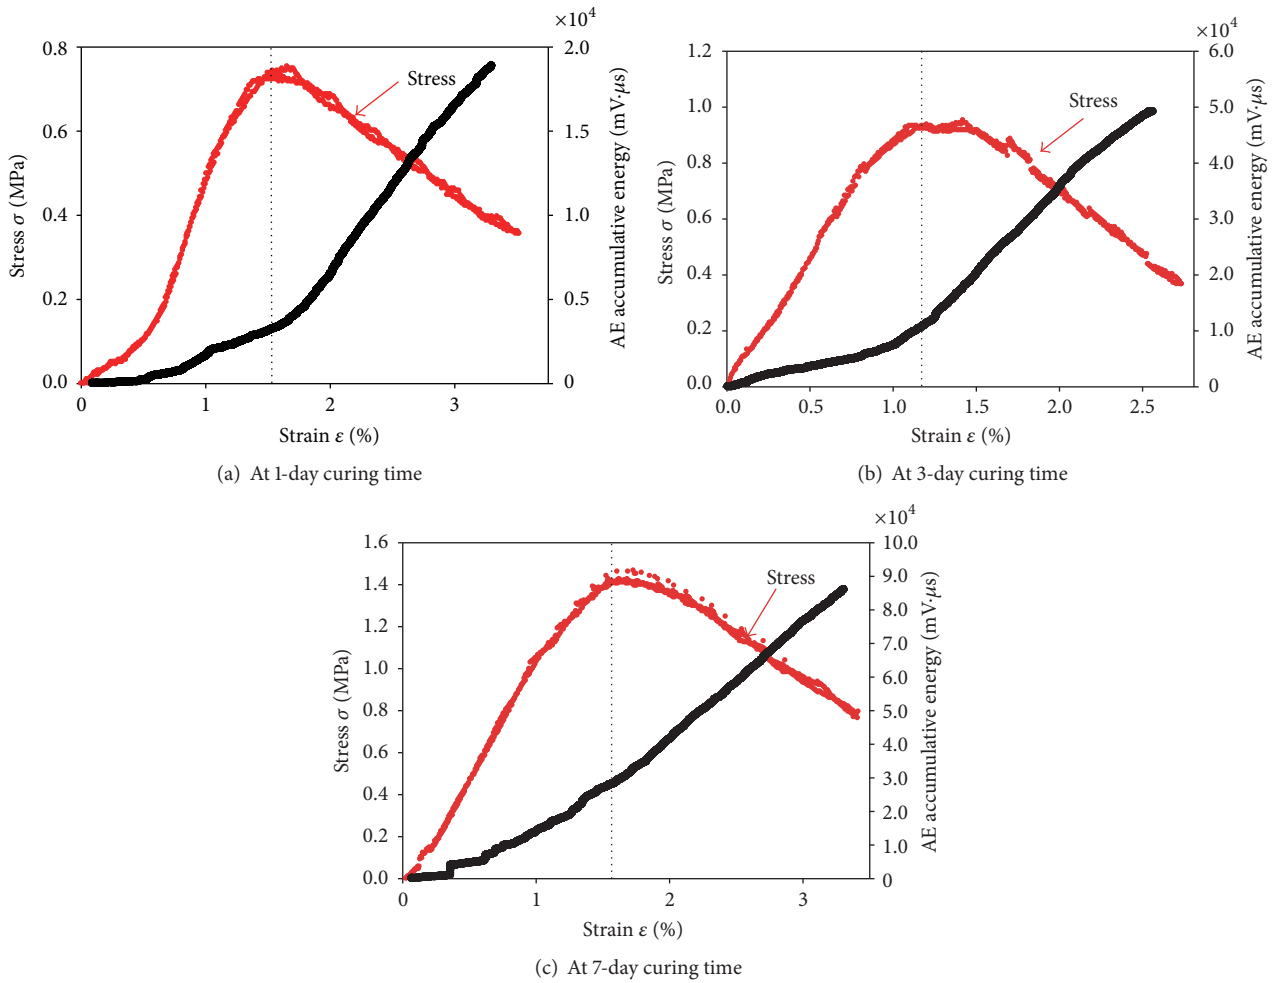 ×10⁴
0.8
0.6
0.4
0.2
0.0
Stress σ (MPa)
2.0
1.5
1.0
0.5
0
AE accumulative energy (mV·μs)
Stress
0 1 2 3
Strain ε (%)
(a) At 1-day curing time
×10⁴
1.2
1.0
0.8
0.6
0.4
0.2
0.0
Stress σ (MPa)
6.0
5.0
4.0
3.0
2.0
1.0
0
AE accumulative energy (mV·μs)
Stress
0.0 0.5 1.0 1.5 2.0 2.5
Strain ε (%)
(b) At 3-day curing time
×10⁴
1.6
1.4
1.2
1.0
0.8
0.6
0.4
0.2
0.0
Stress σ (MPa)
10.0
9.0
8.0
7.0
6.0
5.0
4.0
3.0
2.0
1.0
0
AE accumulative energy (mV·μs)
Stress
0 1 2 3
Strain ε (%)
(c) At 7-day curing time